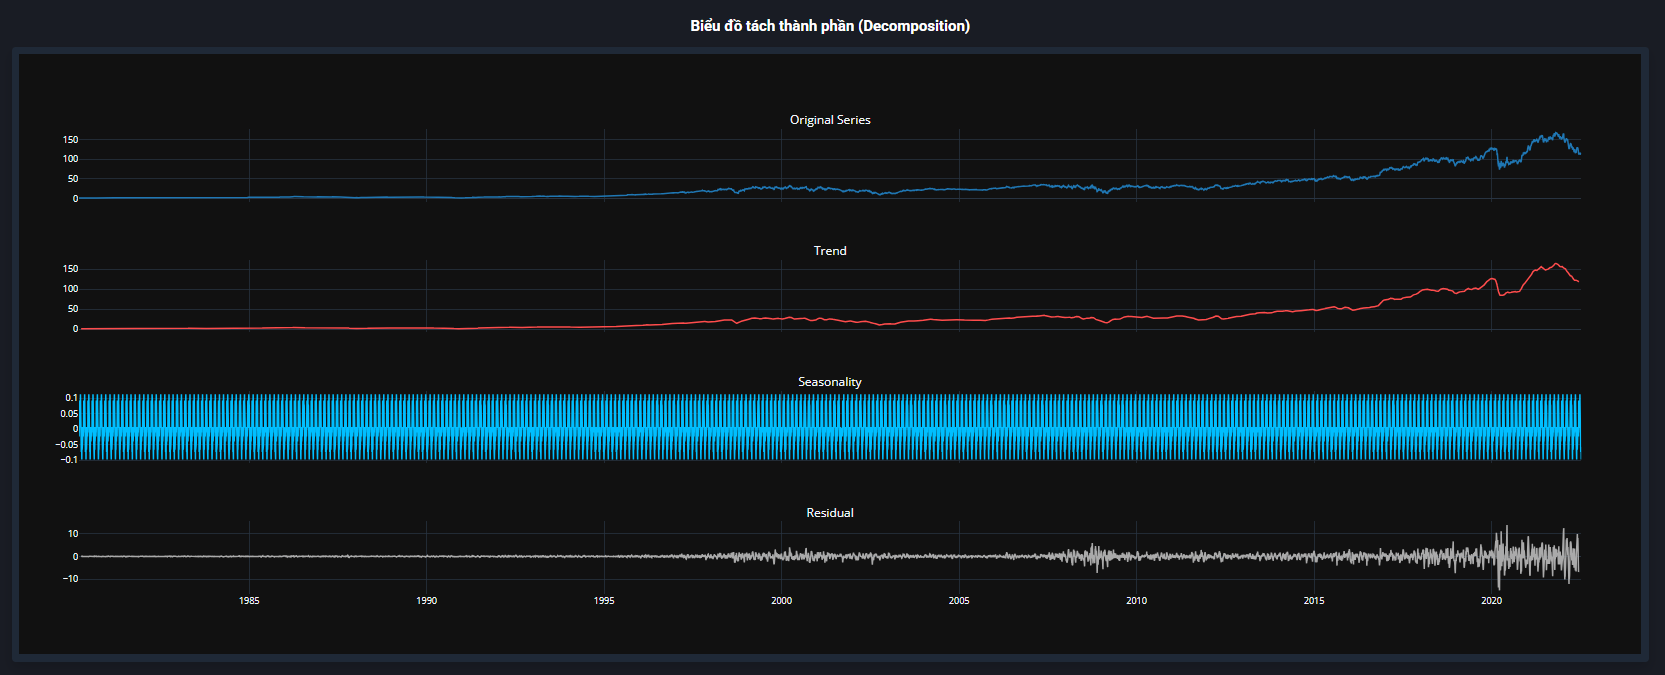 Biểu đồ tách thành phần (Decomposition)
Original Series
150
100
50
0
Trend
150
100
50
0
Seasonality
0.1
0.05
0
−0.05
−0.1
Residual
10
0
−10
1985 1990 1995 2000 2005 2010 2015 2020